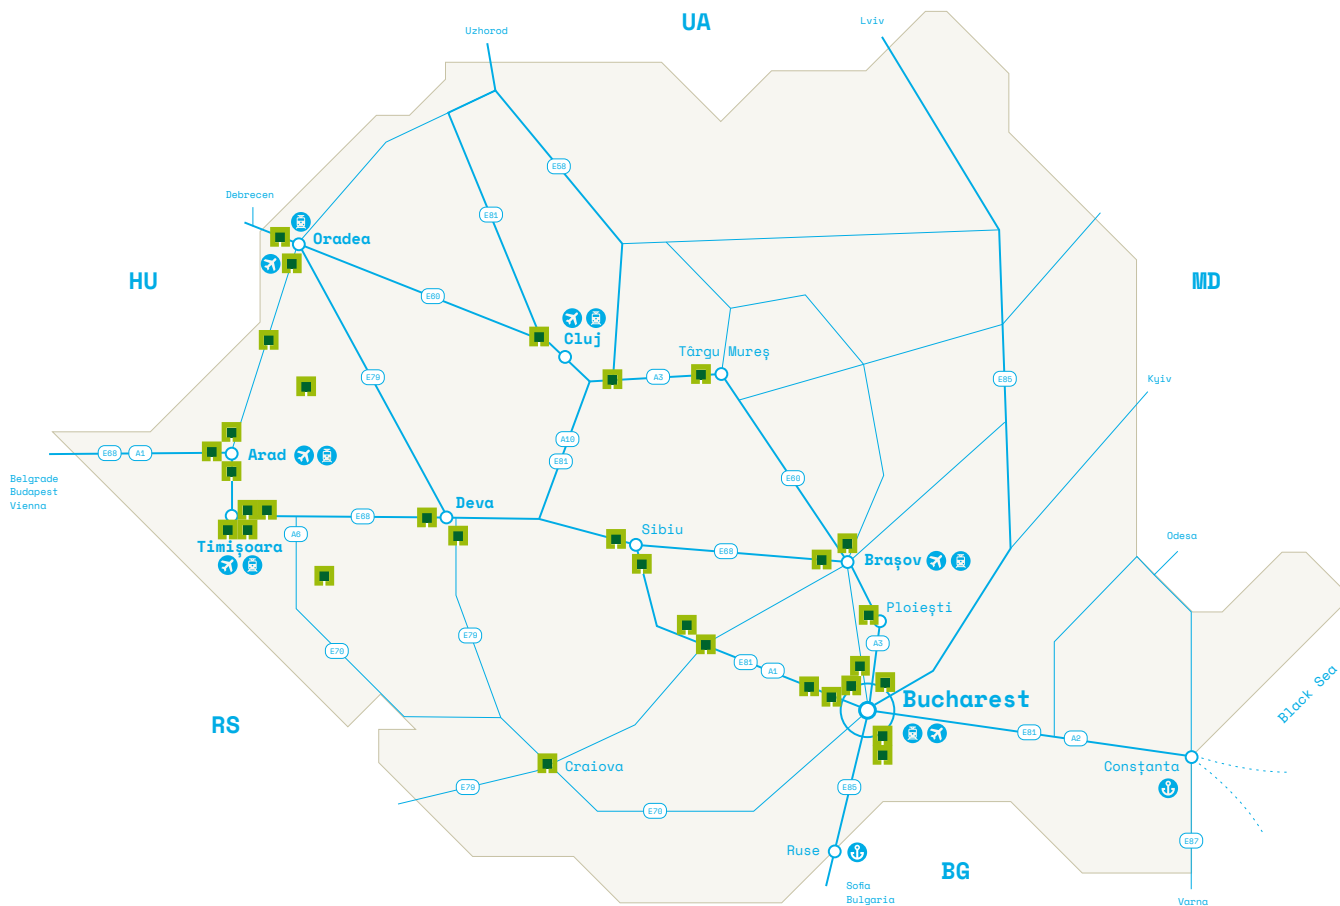 Lviv
UA
Uzhorod
E58
Debrecen
E81
Oradea
HU
MD
E60
Cluj
Târgu Mureș
E79
A3
E85
Kyiv
A10
E68
A1
Arad
E81
Belgrade
Budapest
Vienna
E60
Deva
E68
A6
Sibiu
Odesa
Timișoara
E68
Brașov
Ploiești
E79
A3
E70
E81
A1
Black Sea
Bucharest
RS
E81
A2
Craiova
Constanța
E79
E85
E70
E87
Ruse
BG
Sofia
Bulgaria
Varna